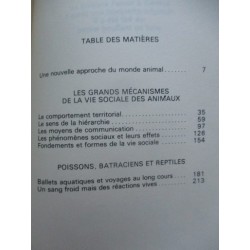 TABLE DES MATIÈRES
Une nouvelle approche du monde animal 7
LES GRANDS MÉCANISMES
DE LA VIE SOCIALE DES ANIMAUX
Le comportement territorial 35
Le sens de la hiérarchie 59
Les moyens de communication 97
Les phénomènes sociaux et leurs effets 126
Fondements et formes de la vie sociale 154
POISSONS, BATRACIENS ET REPTILES
Ballets aquatiques et voyages au long cours 181
Un sang froid mais des réactions vives 213